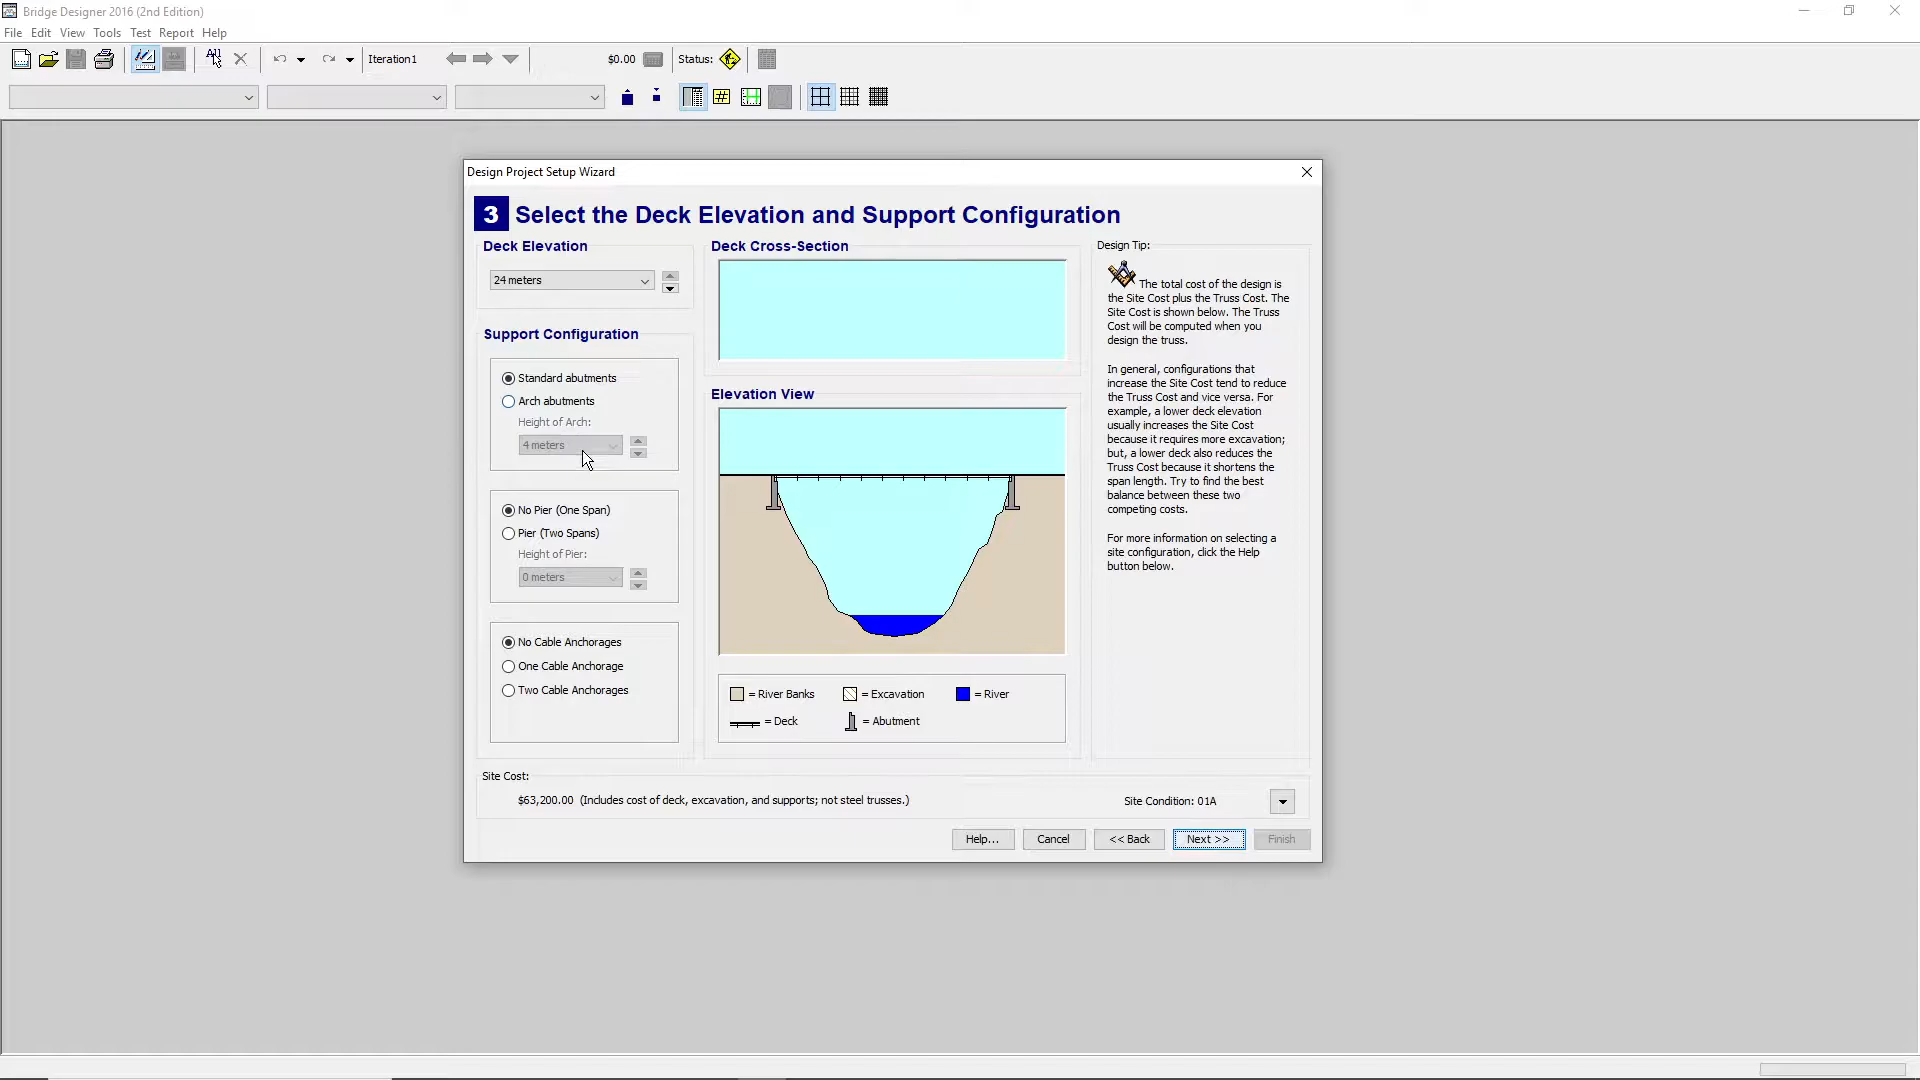 Bridge Designer 2016 (2nd Edition)
File Edit View Tools Test Report Help
Iteration1 $0.00 Status:
Design Project Setup Wizard
3 Select the Deck Elevation and Support Configuration
Deck Elevation
24 meters
Support Configuration
Standard abutments
Arch abutments
Height of Arch:
4 meters
No Pier (One Span)
Pier (Two Spans)
Height of Pier:
0 meters
No Cable Anchorages
One Cable Anchorage
Two Cable Anchorages
Deck Cross-Section
Elevation View
= River Banks = Excavation = River
= Deck = Abutment
Design Tip:
The total cost of the design is
the Site Cost plus the Truss Cost. The
Site Cost is shown below. The Truss
Cost will be computed when you
design the truss.
In general, configurations that
increase the Site Cost tend to reduce
the Truss Cost and vice versa. For
example, a lower deck elevation
usually increases the Site Cost
because it requires more excavation;
but, a lower deck also reduces the
Truss Cost because it shortens the
span length. Try to find the best
balance between these two
competing costs.
For more information on selecting a
site configuration, click the Help
button below.
Site Cost:
$63,200.00 (Includes cost of deck, excavation, and supports; not steel trusses.) Site Condition: 01A
Help... Cancel << Back Next >> Finish